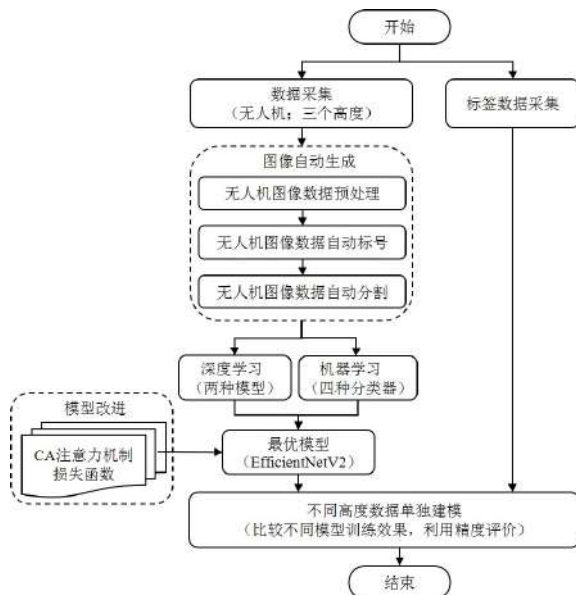 开始
数据采集
（无人机；三个高度）
标签数据采集
图像自动生成
无人机图像数据预处理
无人机图像数据自动标号
无人机图像数据自动分割
深度学习
（两种模型）
机器学习
（四种分类器）
模型改进
CA注意力机制
损失函数
最优模型
（EfficientNetV2）
不同高度数据单独建模
（比较不同模型训练效果，利用精度评价）
结束